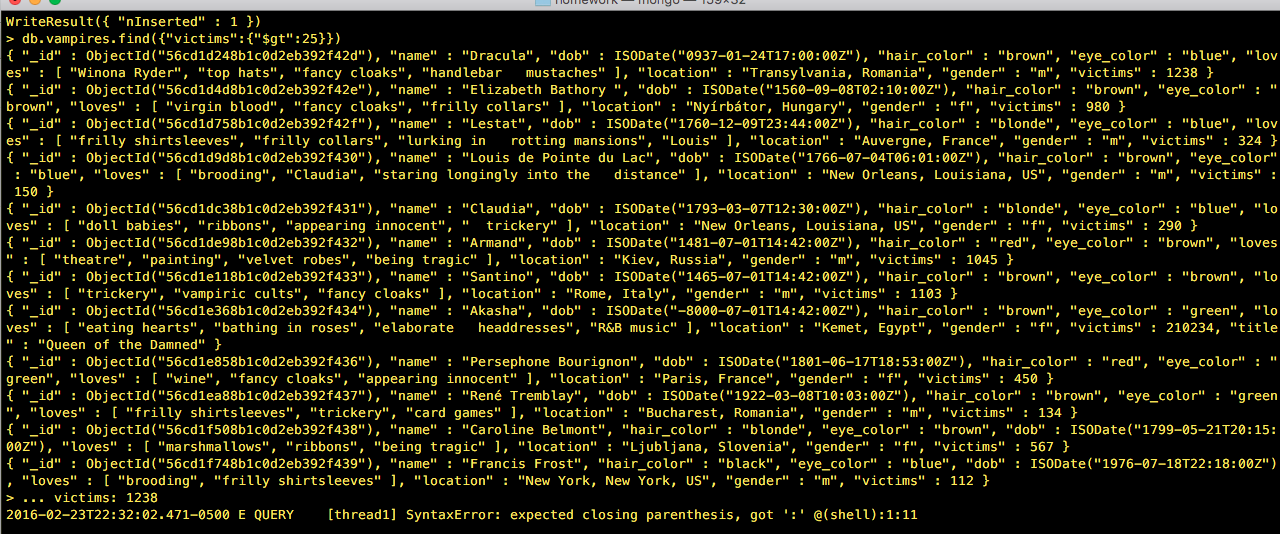 homework — mongo — 159×32
WriteResult({ "nInserted" : 1 })
> db.vampires.find({"victims":{"$gt":25}})
{ "_id" : ObjectId("56cd1d248b1c0d2eb392f42d"), "name" : "Dracula", "dob" : ISODate("0937-01-24T17:00:00Z"), "hair_color" : "brown", "eye_color" : "blue", "lov
es" : [ "Winona Ryder", "top hats", "fancy cloaks", "handlebar   mustaches" ], "location" : "Transylvania, Romania", "gender" : "m", "victims" : 1238 }
{ "_id" : ObjectId("56cd1d4d8b1c0d2eb392f42e"), "name" : "Elizabeth Bathory ", "dob" : ISODate("1560-09-08T02:10:00Z"), "hair_color" : "brown", "eye_color" : "
brown", "loves" : [ "virgin blood", "fancy cloaks", "frilly collars" ], "location" : "Nyírbátor, Hungary", "gender" : "f", "victims" : 980 }
{ "_id" : ObjectId("56cd1d758b1c0d2eb392f42f"), "name" : "Lestat", "dob" : ISODate("1760-12-09T23:44:00Z"), "hair_color" : "blonde", "eye_color" : "blue", "lov
es" : [ "frilly shirtsleeves", "frilly collars", "lurking in   rotting mansions", "Louis" ], "location" : "Auvergne, France", "gender" : "m", "victims" : 324 }
{ "_id" : ObjectId("56cd1d9d8b1c0d2eb392f430"), "name" : "Louis de Pointe du Lac", "dob" : ISODate("1766-07-04T06:01:00Z"), "hair_color" : "brown", "eye_color"
 : "blue", "loves" : [ "brooding", "Claudia", "staring longingly into the   distance" ], "location" : "New Orleans, Louisiana, US", "gender" : "m", "victims" :
 150 }
{ "_id" : ObjectId("56cd1dc38b1c0d2eb392f431"), "name" : "Claudia", "dob" : ISODate("1793-03-07T12:30:00Z"), "hair_color" : "blonde", "eye_color" : "blue", "lo
ves" : [ "doll babies", "ribbons", "appearing innocent", "  trickery" ], "location" : "New Orleans, Louisiana, US", "gender" : "f", "victims" : 290 }
{ "_id" : ObjectId("56cd1de98b1c0d2eb392f432"), "name" : "Armand", "dob" : ISODate("1481-07-01T14:42:00Z"), "hair_color" : "red", "eye_color" : "brown", "loves
" : [ "theatre", "painting", "velvet robes", "being tragic" ], "location" : "Kiev, Russia", "gender" : "m", "victims" : 1045 }
{ "_id" : ObjectId("56cd1e118b1c0d2eb392f433"), "name" : "Santino", "dob" : ISODate("1465-07-01T14:42:00Z"), "hair_color" : "brown", "eye_color" : "brown", "lo
ves" : [ "trickery", "vampiric cults", "fancy cloaks" ], "location" : "Rome, Italy", "gender" : "m", "victims" : 1103 }
{ "_id" : ObjectId("56cd1e368b1c0d2eb392f434"), "name" : "Akasha", "dob" : ISODate("-8000-07-01T14:42:00Z"), "hair_color" : "brown", "eye_color" : "green", "lo
ves" : [ "eating hearts", "bathing in roses", "elaborate   headdresses", "R&B music" ], "location" : "Kemet, Egypt", "gender" : "f", "victims" : 210234, "title
" : "Queen of the Damned" }
{ "_id" : ObjectId("56cd1e858b1c0d2eb392f436"), "name" : "Persephone Bourignon", "dob" : ISODate("1801-06-17T18:53:00Z"), "hair_color" : "red", "eye_color" : "
green", "loves" : [ "wine", "fancy cloaks", "appearing innocent" ], "location" : "Paris, France", "gender" : "f", "victims" : 450 }
{ "_id" : ObjectId("56cd1ea88b1c0d2eb392f437"), "name" : "René Tremblay", "dob" : ISODate("1922-03-08T10:03:00Z"), "hair_color" : "brown", "eye_color" : "green
", "loves" : [ "frilly shirtsleeves", "trickery", "card games" ], "location" : "Bucharest, Romania", "gender" : "m", "victims" : 134 }
{ "_id" : ObjectId("56cd1f508b1c0d2eb392f438"), "name" : "Caroline Belmont", "hair_color" : "blonde", "eye_color" : "brown", "dob" : ISODate("1799-05-21T20:15:
00Z"), "loves" : [ "marshmallows", "ribbons", "being tragic" ], "location" : "Ljubljana, Slovenia", "gender" : "f", "victims" : 567 }
{ "_id" : ObjectId("56cd1f748b1c0d2eb392f439"), "name" : "Francis Frost", "hair_color" : "black", "eye_color" : "blue", "dob" : ISODate("1976-07-18T22:18:00Z")
, "loves" : [ "brooding", "frilly shirtsleeves" ], "location" : "New York, New York, US", "gender" : "m", "victims" : 112 }
> ... victims: 1238
2016-02-23T22:32:02.471-0500 E QUERY    [thread1] SyntaxError: expected closing parenthesis, got ':' @(shell):1:11